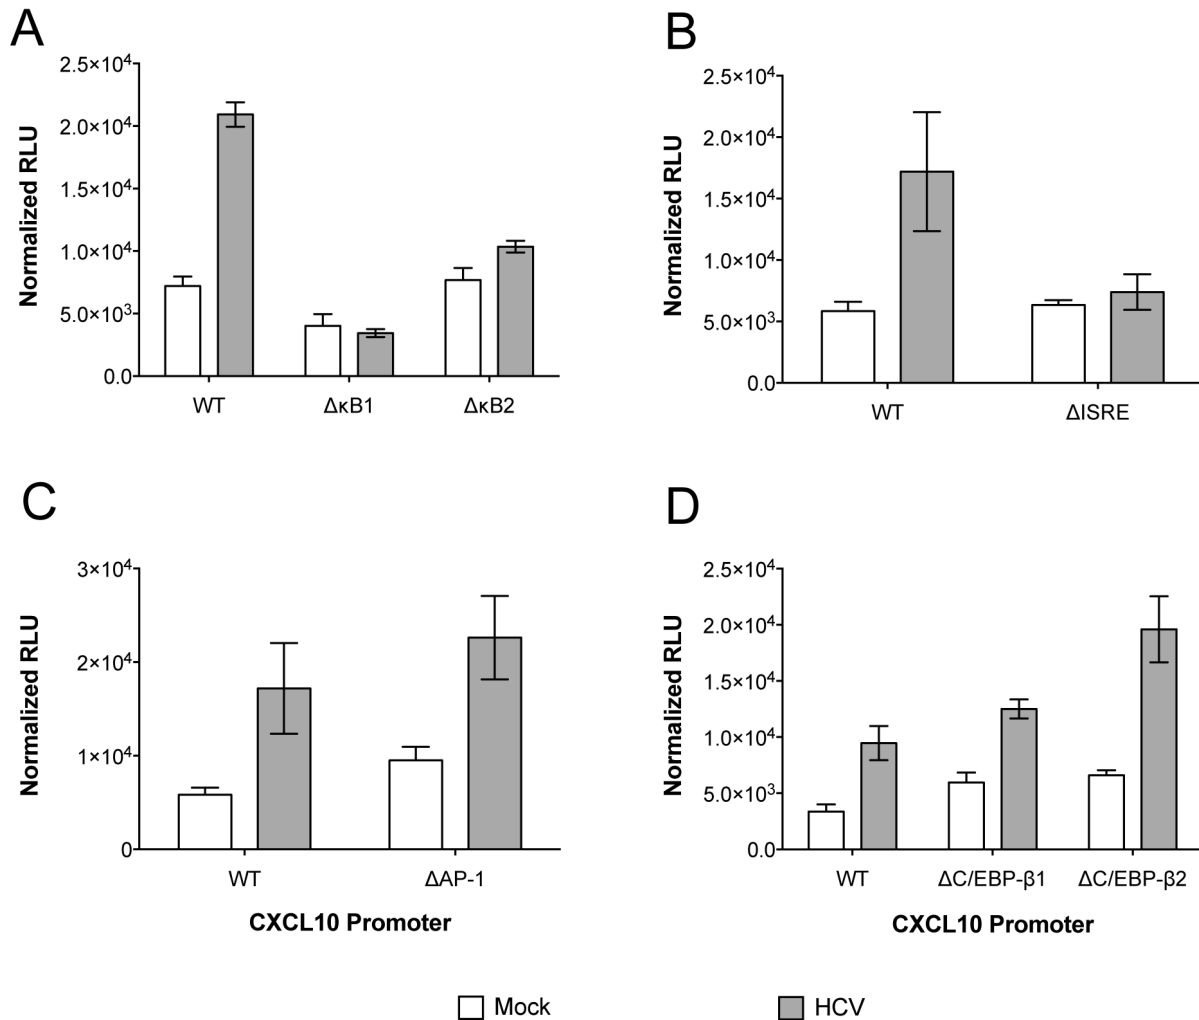 A
Normalized RLU
2.5×10⁴
2.0×10⁴
1.5×10⁴
1.0×10⁴
5.0×10³
0.0
WT ΔκB1 ΔκB2
B
Normalized RLU
2.5×10⁴
2.0×10⁴
1.5×10⁴
1.0×10⁴
5.0×10³
0.0
WT ΔISRE
C
Normalized RLU
3×10⁴
2×10⁴
1×10⁴
0
WT ΔAP-1
CXCL10 Promoter
D
Normalized RLU
2.5×10⁴
2.0×10⁴
1.5×10⁴
1.0×10⁴
5.0×10³
0.0
WT ΔC/EBP-β1 ΔC/EBP-β2
CXCL10 Promoter
Mock HCV